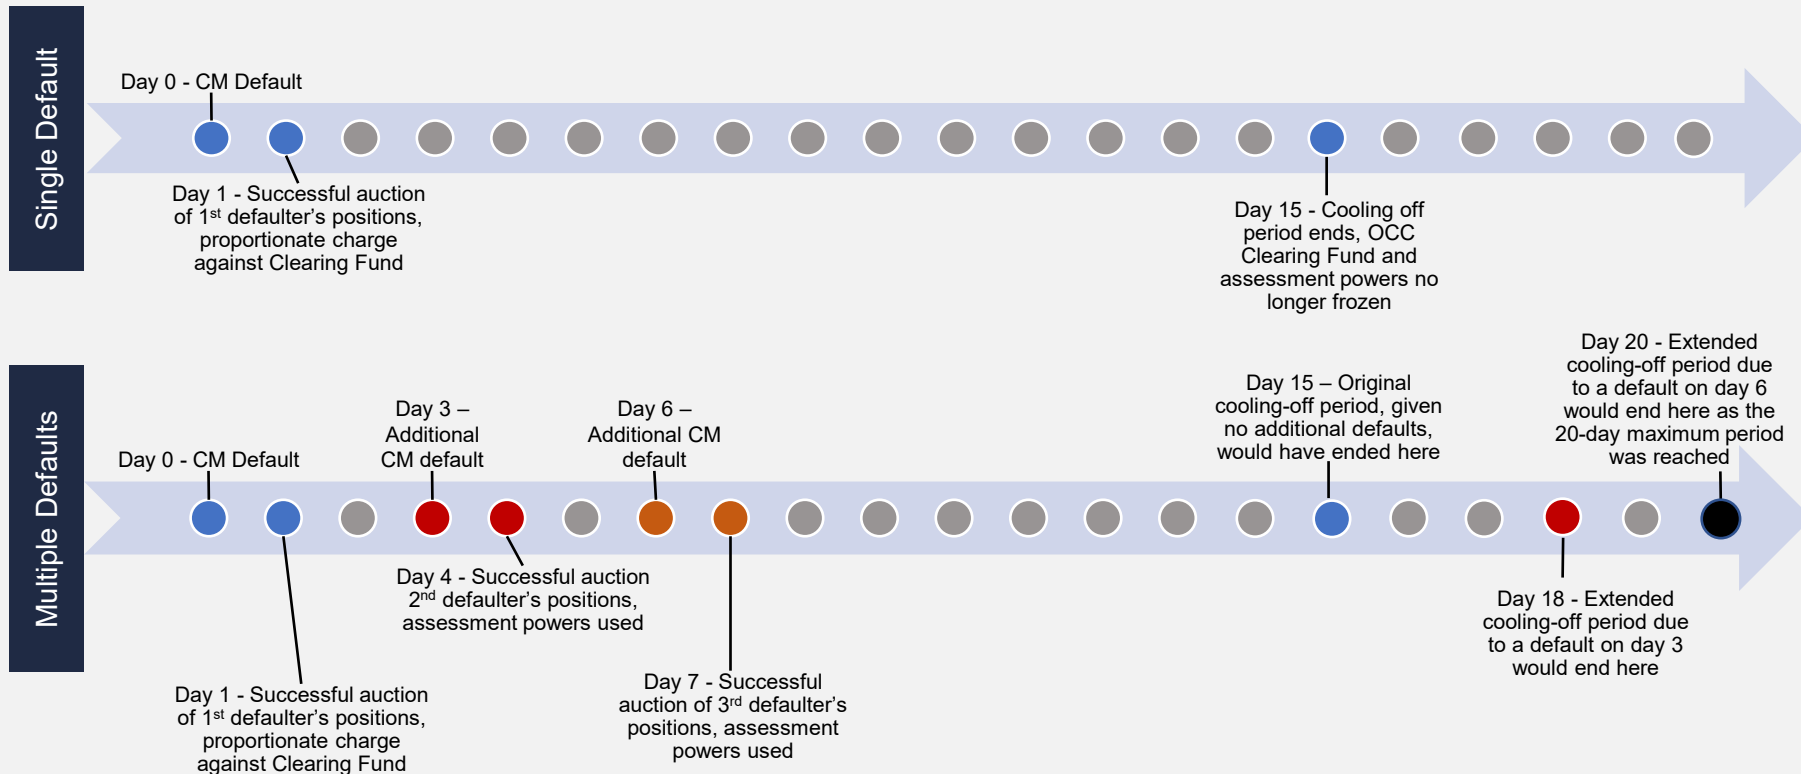 Single Default
Day 0 - CM Default
Day 1 - Successful auction
of 1st defaulter's positions,
proportionate charge
against Clearing Fund
Day 15 - Cooling off
period ends, OCC
Clearing Fund and
assessment powers no
longer frozen
Multiple Defaults
Day 0 - CM Default
Day 1 - Successful auction
of 1st defaulter's positions,
proportionate charge
against Clearing Fund
Day 3 –
Additional
CM default
Day 4 - Successful auction
2nd defaulter's positions,
assessment powers used
Day 6 –
Additional CM
default
Day 7 - Successful
auction of 3rd defaulter's
positions, assessment
powers used
Day 15 – Original
cooling-off period, given
no additional defaults,
would have ended here
Day 18 - Extended
cooling-off period due
to a default on day 3
would end here
Day 20 - Extended
cooling-off period due
to a default on day 6
would end here as the
20-day maximum period
was reached